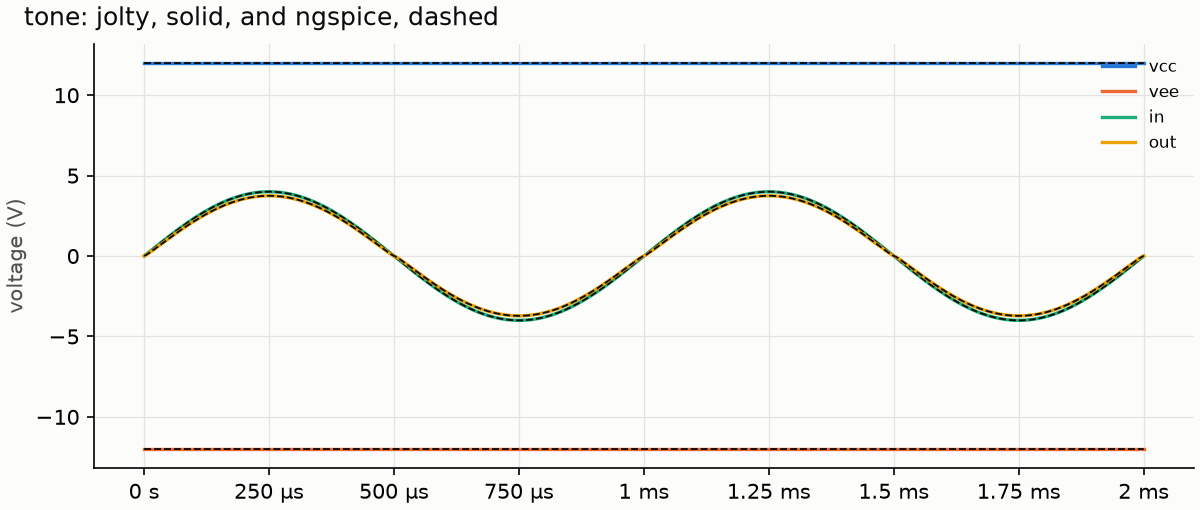 tone: jolty, solid, and ngspice, dashed
vcc
vee
in
out
voltage (V)
10
5
0
−5
−10
0 s
250 µs
500 µs
750 µs
1 ms
1.25 ms
1.5 ms
1.75 ms
2 ms